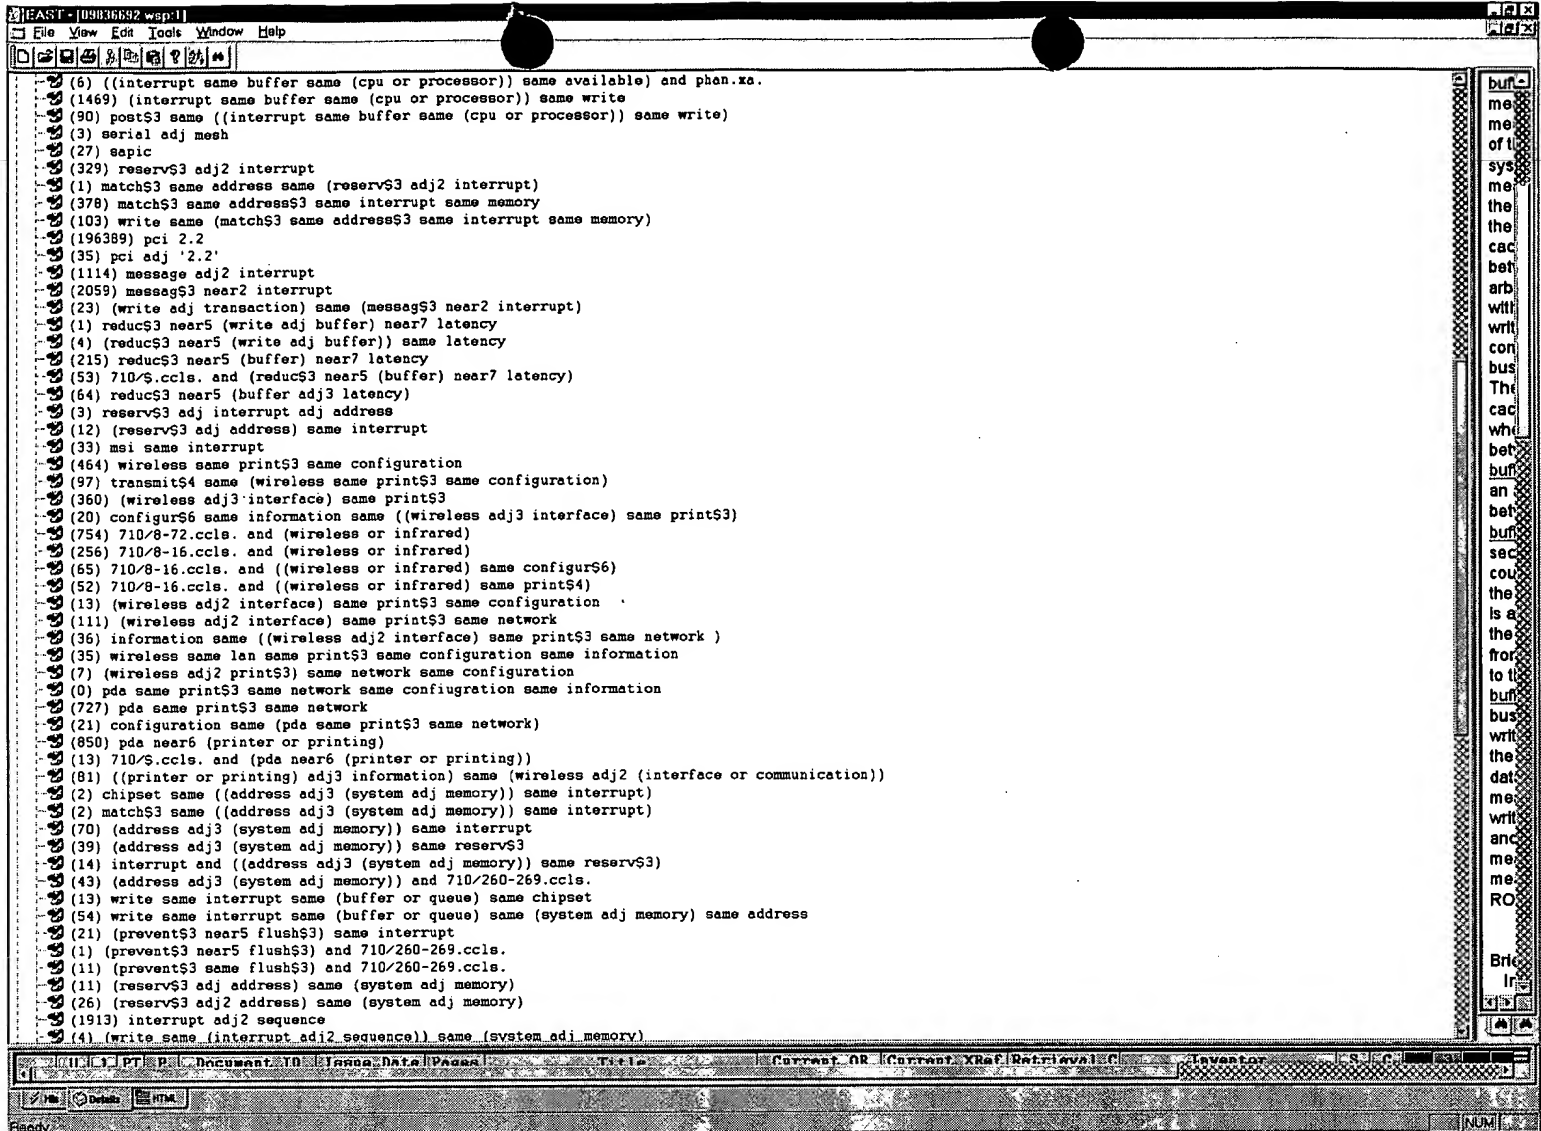 EAST - [09836692 wsp:1]
File View Edit Tools Window Help
(6) ((interrupt same buffer same (cpu or processor)) same available) and phan.xa.
(1469) (interrupt same buffer same (cpu or processor)) same write
(90) post$3 same ((interrupt same buffer same (cpu or processor)) same write)
(3) serial adj mesh
(27) sapic
(329) reserv$3 adj2 interrupt
(1) match$3 same address same (reserv$3 adj2 interrupt)
(378) match$3 same address$3 same interrupt same memory
(103) write same (match$3 same address$3 same interrupt same memory)
(196389) pci 2.2
(35) pci adj '2.2'
(1114) message adj2 interrupt
(2059) messag$3 near2 interrupt
(23) (write adj transaction) same (messag$3 near2 interrupt)
(1) reduc$3 near5 (write adj buffer) near7 latency
(4) (reduc$3 near5 (write adj buffer)) same latency
(215) reduc$3 near5 (buffer) near7 latency
(53) 710/$.ccls. and (reduc$3 near5 (buffer) near7 latency)
(64) reduc$3 near5 (buffer adj3 latency)
(3) reserv$3 adj interrupt adj address
(12) (reserv$3 adj address) same interrupt
(33) msi same interrupt
(464) wireless same print$3 same configuration
(97) transmit$4 same (wireless same print$3 same configuration)
(360) (wireless adj3 interface) same print$3
(20) configur$6 same information same ((wireless adj3 interface) same print$3)
(754) 710/8-72.ccls. and (wireless or infrared)
(256) 710/8-16.ccls. and (wireless or infrared)
(65) 710/8-16.ccls. and ((wireless or infrared) same configur$6)
(52) 710/8-16.ccls. and ((wireless or infrared) same print$4)
(13) (wireless adj2 interface) same print$3 same configuration
(111) (wireless adj2 interface) same print$3 same network
(36) information same ((wireless adj2 interface) same print$3 same network )
(35) wireless same lan same print$3 same configuration same information
(7) (wireless adj2 print$3) same network same configuration
(0) pda same print$3 same network same confiugration same information
(727) pda same print$3 same network
(21) configuration same (pda same print$3 same network)
(850) pda near6 (printer or printing)
(13) 710/$.ccls. and (pda near6 (printer or printing))
(81) ((printer or printing) adj3 information) same (wireless adj2 (interface or communication))
(2) chipset same ((address adj3 (system adj memory)) same interrupt)
(2) match$3 same ((address adj3 (system adj memory)) same interrupt)
(70) (address adj3 (system adj memory)) same interrupt
(39) (address adj3 (system adj memory)) same reserv$3
(14) interrupt and ((address adj3 (system adj memory)) same reserv$3)
(43) (address adj3 (system adj memory)) and 710/260-269.ccls.
(13) write same interrupt same (buffer or queue) same chipset
(54) write same interrupt same (buffer or queue) same (system adj memory) same address
(21) (prevent$3 near5 flush$3) same interrupt
(1) (prevent$3 near5 flush$3) and 710/260-269.ccls.
(11) (prevent$3 same flush$3) and 710/260-269.ccls.
(11) (reserv$3 adj address) same (system adj memory)
(26) (reserv$3 adj2 address) same (system adj memory)
(1913) interrupt adj2 sequence
(4) (write same (interrupt adj2 sequence)) same (system adj memory)
U 1 PT P Document ID Issue Date Pages Title Current OR Current XRef Retrieval C Inventor S C
Hits Details HTML
Ready NUM